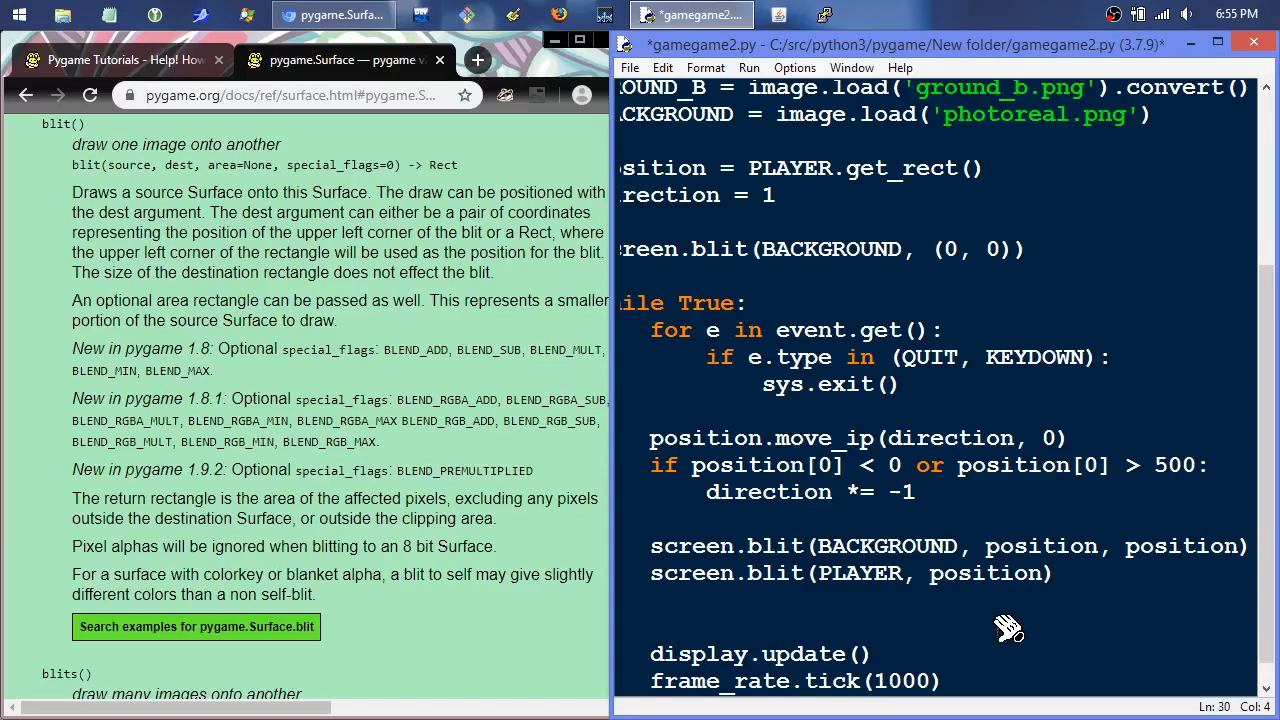 pygame.Surfa...
*gamegame2....
6:55 PM
Pygame Tutorials - Help! How
pygame.Surface — pygame v
pygame.org/docs/ref/surface.html#pygame.S...
blit()
draw one image onto another
blit(source, dest, area=None, special_flags=0) -> Rect
Draws a source Surface onto this Surface. The draw can be positioned with
the dest argument. The dest argument can either be a pair of coordinates
representing the position of the upper left corner of the blit or a Rect, where
the upper left corner of the rectangle will be used as the position for the blit.
The size of the destination rectangle does not effect the blit.
An optional area rectangle can be passed as well. This represents a smaller
portion of the source Surface to draw.
New in pygame 1.8: Optional special_flags: BLEND_ADD, BLEND_SUB, BLEND_MULT,
BLEND_MIN, BLEND_MAX.
New in pygame 1.8.1: Optional special_flags: BLEND_RGBA_ADD, BLEND_RGBA_SUB,
BLEND_RGBA_MULT, BLEND_RGBA_MIN, BLEND_RGBA_MAX BLEND_RGB_ADD, BLEND_RGB_SUB,
BLEND_RGB_MULT, BLEND_RGB_MIN, BLEND_RGB_MAX.
New in pygame 1.9.2: Optional special_flags: BLEND_PREMULTIPLIED
The return rectangle is the area of the affected pixels, excluding any pixels
outside the destination Surface, or outside the clipping area.
Pixel alphas will be ignored when blitting to an 8 bit Surface.
For a surface with colorkey or blanket alpha, a blit to self may give slightly
different colors than a non self-blit.
Search examples for pygame.Surface.blit
blits()
draw many images onto another
*gamegame2.py - C:/src/python3/pygame/New folder/gamegame2.py (3.7.9)*
File Edit Format Run Options Window Help
ROUND_B = image.load('ground_b.png').convert()
ACKGROUND = image.load('photoreal.png')
osition = PLAYER.get_rect()
irection = 1
creen.blit(BACKGROUND, (0, 0))
hile True:
for e in event.get():
if e.type in (QUIT, KEYDOWN):
sys.exit()
position.move_ip(direction, 0)
if position[0] < 0 or position[0] > 500:
direction *= -1
screen.blit(BACKGROUND, position, position)
screen.blit(PLAYER, position)
display.update()
frame_rate.tick(1000)
Ln: 30 Col: 4